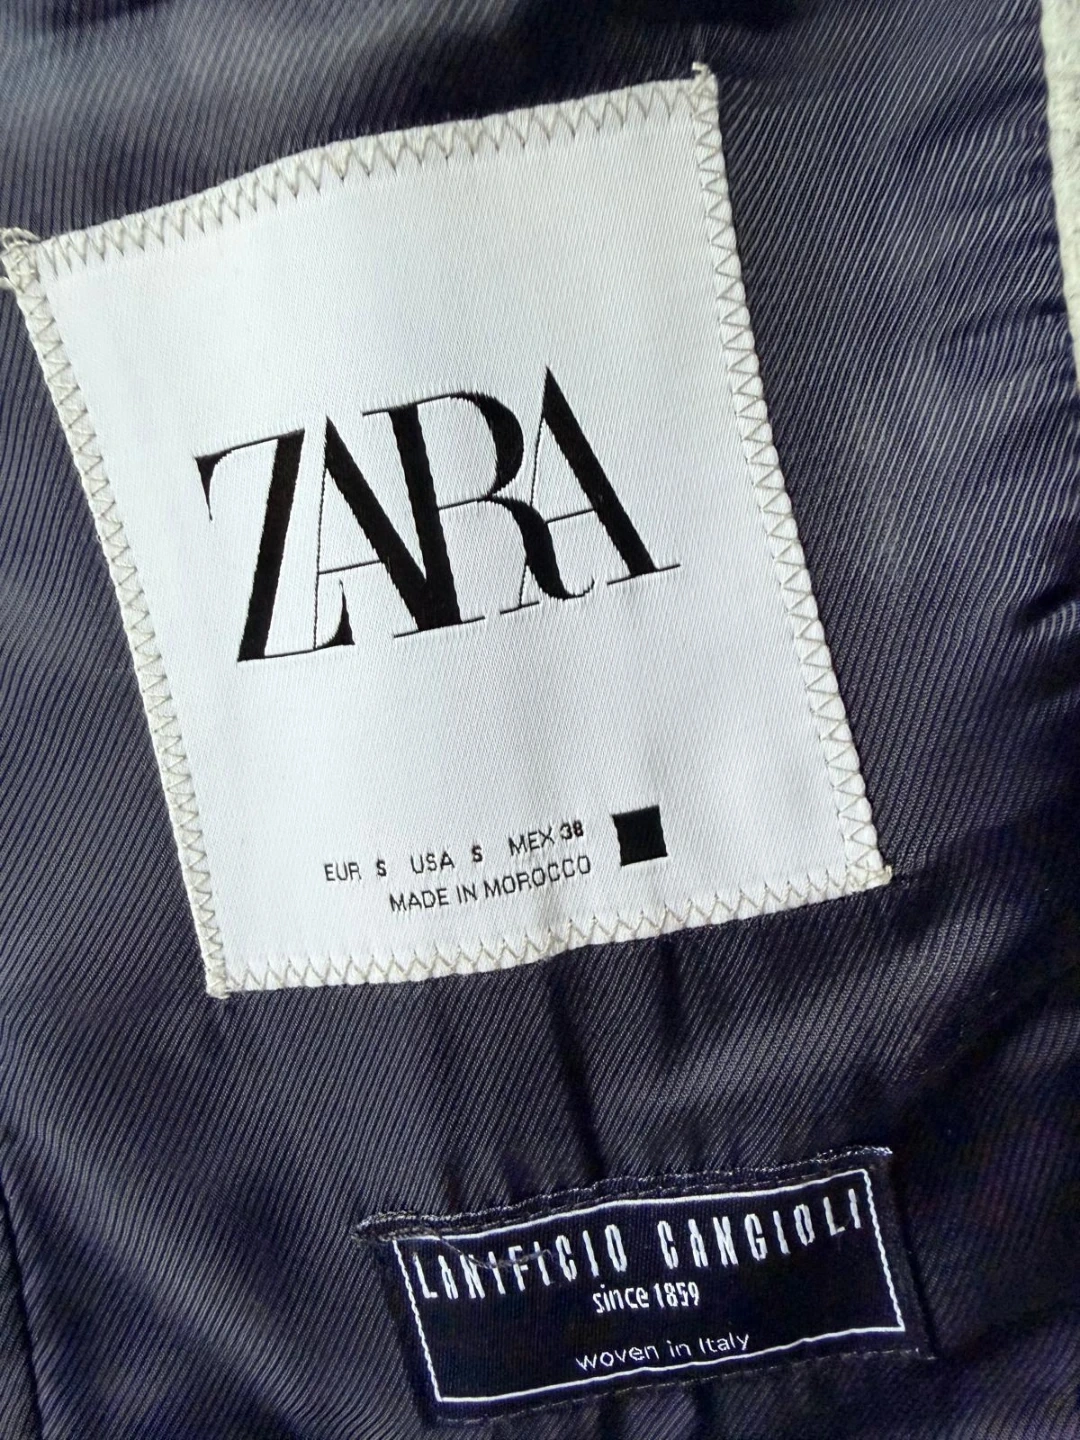 ZARA
EUR S USA S MEX 38
MADE IN MOROCCO
LANIFICIO CANGIOLI
since 1859
woven in Italy